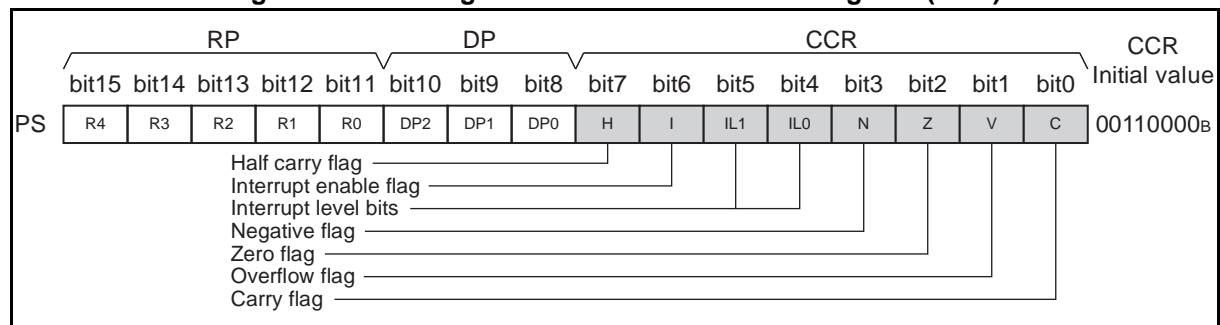 RP DP CCR CCR
Initial value
bit15 bit14 bit13 bit12 bit11 bit10 bit9 bit8 bit7 bit6 bit5 bit4 bit3 bit2 bit1 bit0
PS R4 R3 R2 R1 R0 DP2 DP1 DP0 H I IL1 IL0 N Z V C 00110000B
Half carry flag
Interrupt enable flag
Interrupt level bits
Negative flag
Zero flag
Overflow flag
Carry flag